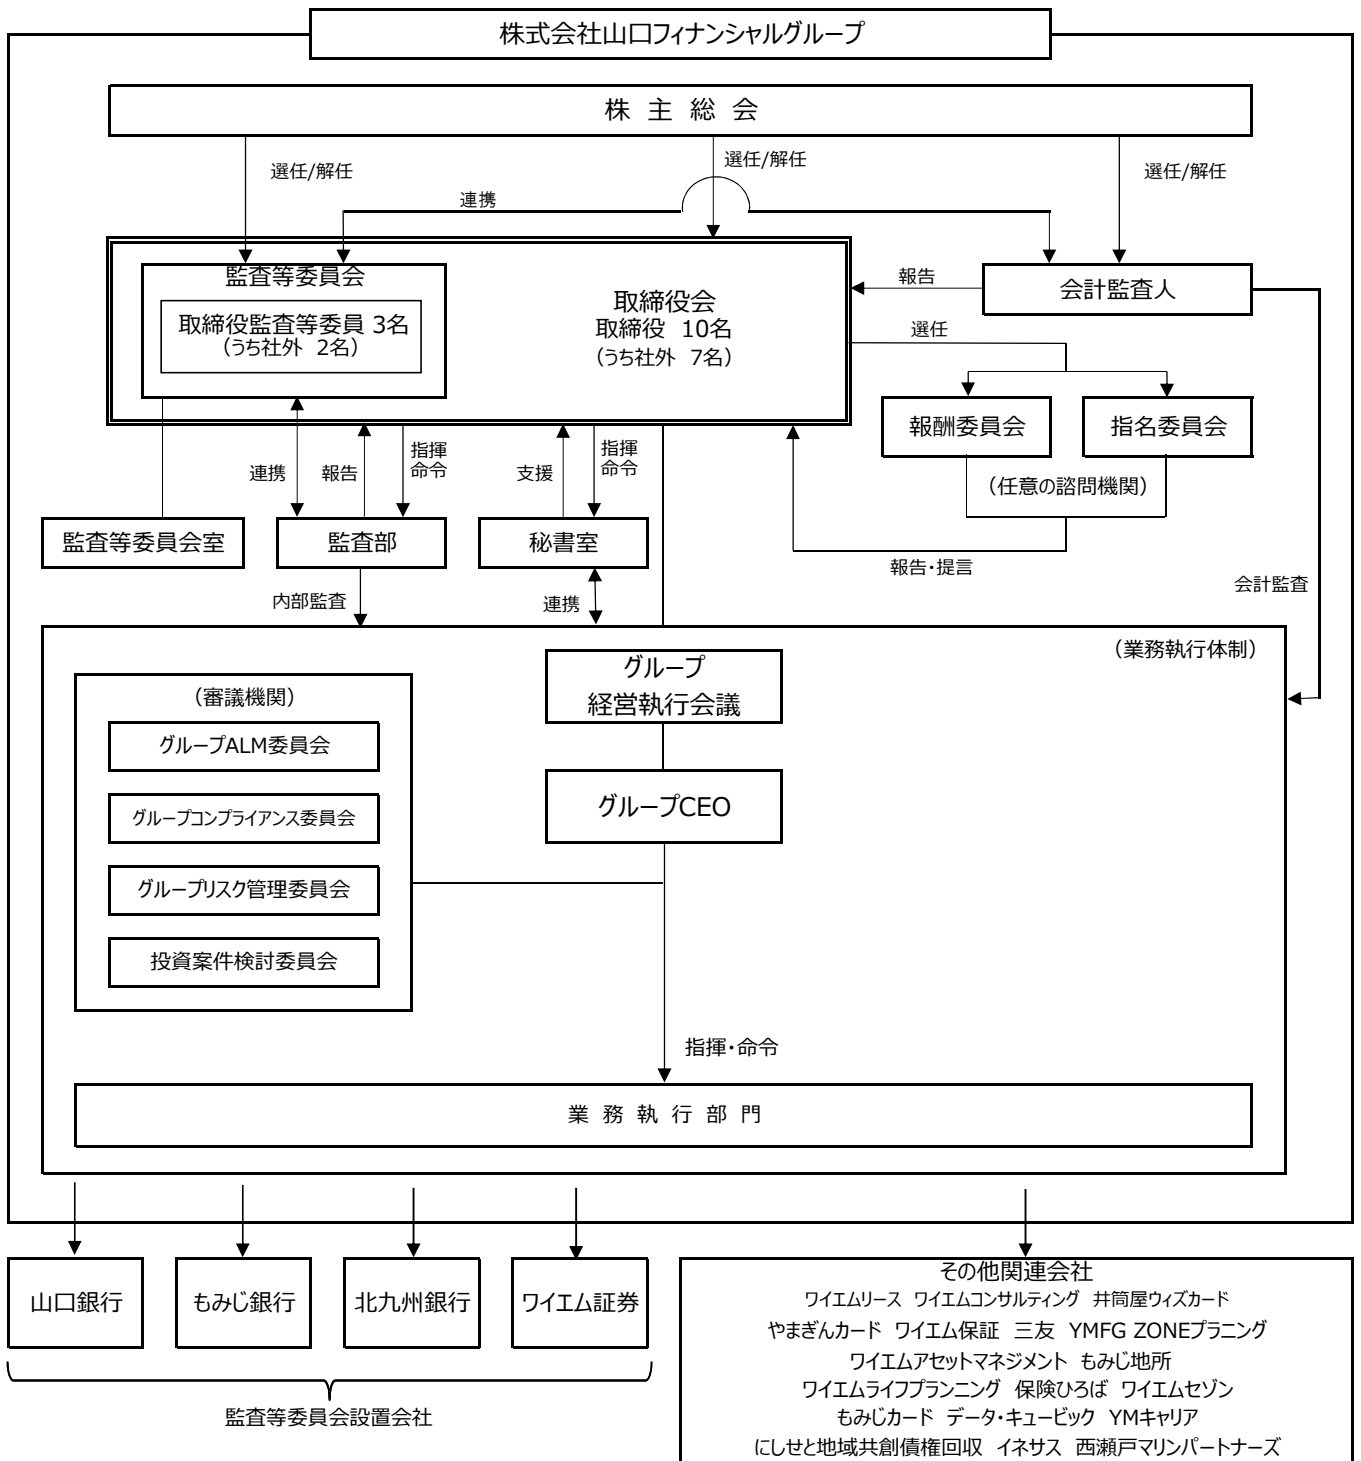 株式会社山口フィナンシャルグループ
株 主 総 会
選任/解任
選任/解任
選任/解任
連携
監査等委員会
取締役監査等委員 3名
（うち社外 2名）
取締役会
取締役 10名
（うち社外 7名）
報告
会計監査人
選任
報酬委員会
指名委員会
（任意の諮問機関）
連携
報告
指揮
命令
支援
指揮
命令
監査等委員会室
監査部
秘書室
報告・提言
会計監査
内部監査
連携
（業務執行体制）
グループ
経営執行会議
（審議機関）
グループALM委員会
グループコンプライアンス委員会
グループリスク管理委員会
投資案件検討委員会
グループCEO
指揮・命令
業 務 執 行 部 門
山口銀行
もみじ銀行
北九州銀行
ワイエム証券
監査等委員会設置会社
その他関連会社
ワイエムリース ワイエムコンサルティング 井筒屋ウィズカード
やまぎんカード ワイエム保証 三友 YMFG ZONEプラニング
ワイエムアセットマネジメント もみじ地所
ワイエムライフプランニング 保険ひろば ワイエムセゾン
もみじカード データ・キュービック YMキャリア
にしせと地域共創債権回収 イネサス 西瀬戸マリンパートナーズ